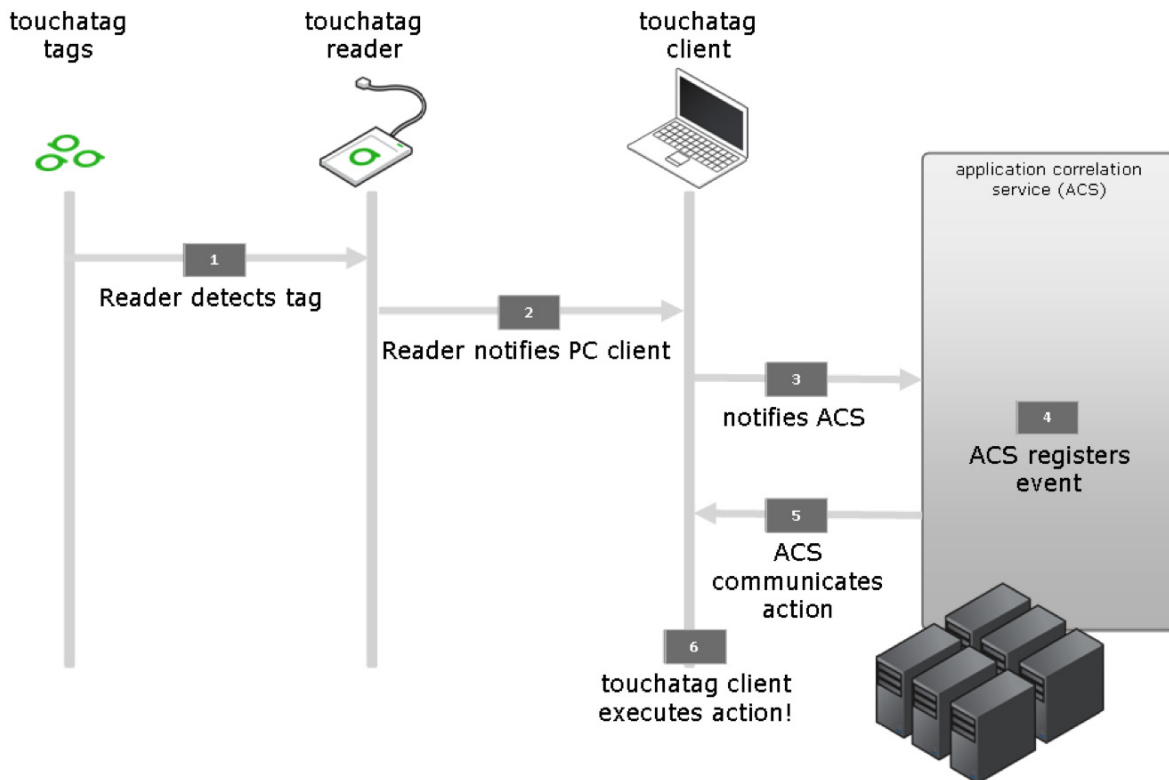 touchatag
tags
touchatag
reader
touchatag
client
application correlation
service (ACS)
1
Reader detects tag
2
Reader notifies PC client
3
notifies ACS
4
ACS registers
event
5
ACS
communicates
action
6
touchatag client
executes action!